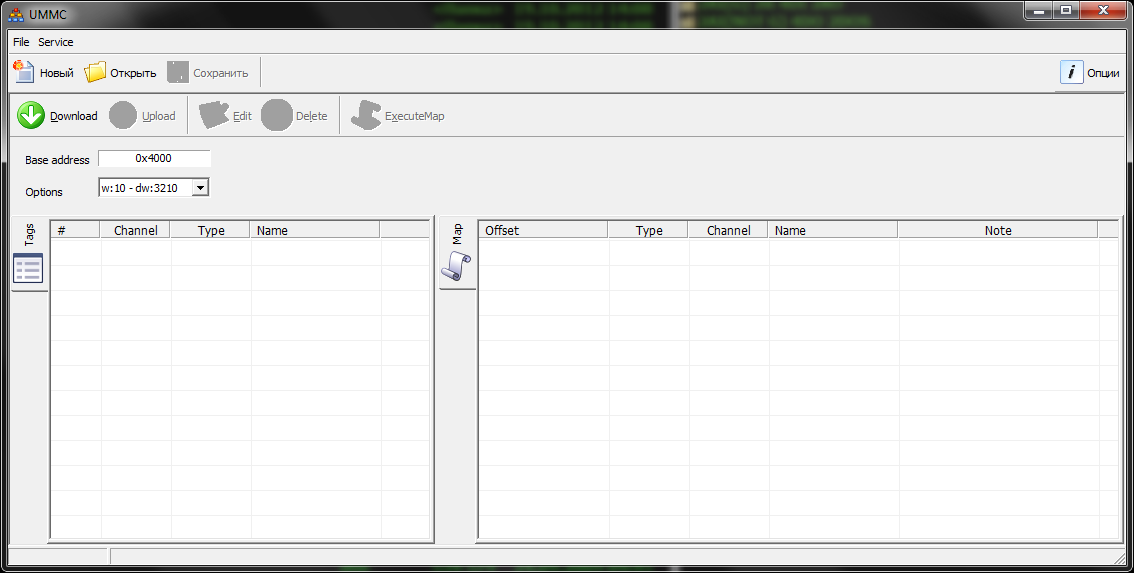 UMMC
File Service
Новый Открыть Сохранить Опции
Download Upload Edit Delete ExecuteMap
Base address 0x4000
Options w:10 - dw:3210
Tags
# Channel Type Name
Map
Offset Type Channel Name Note